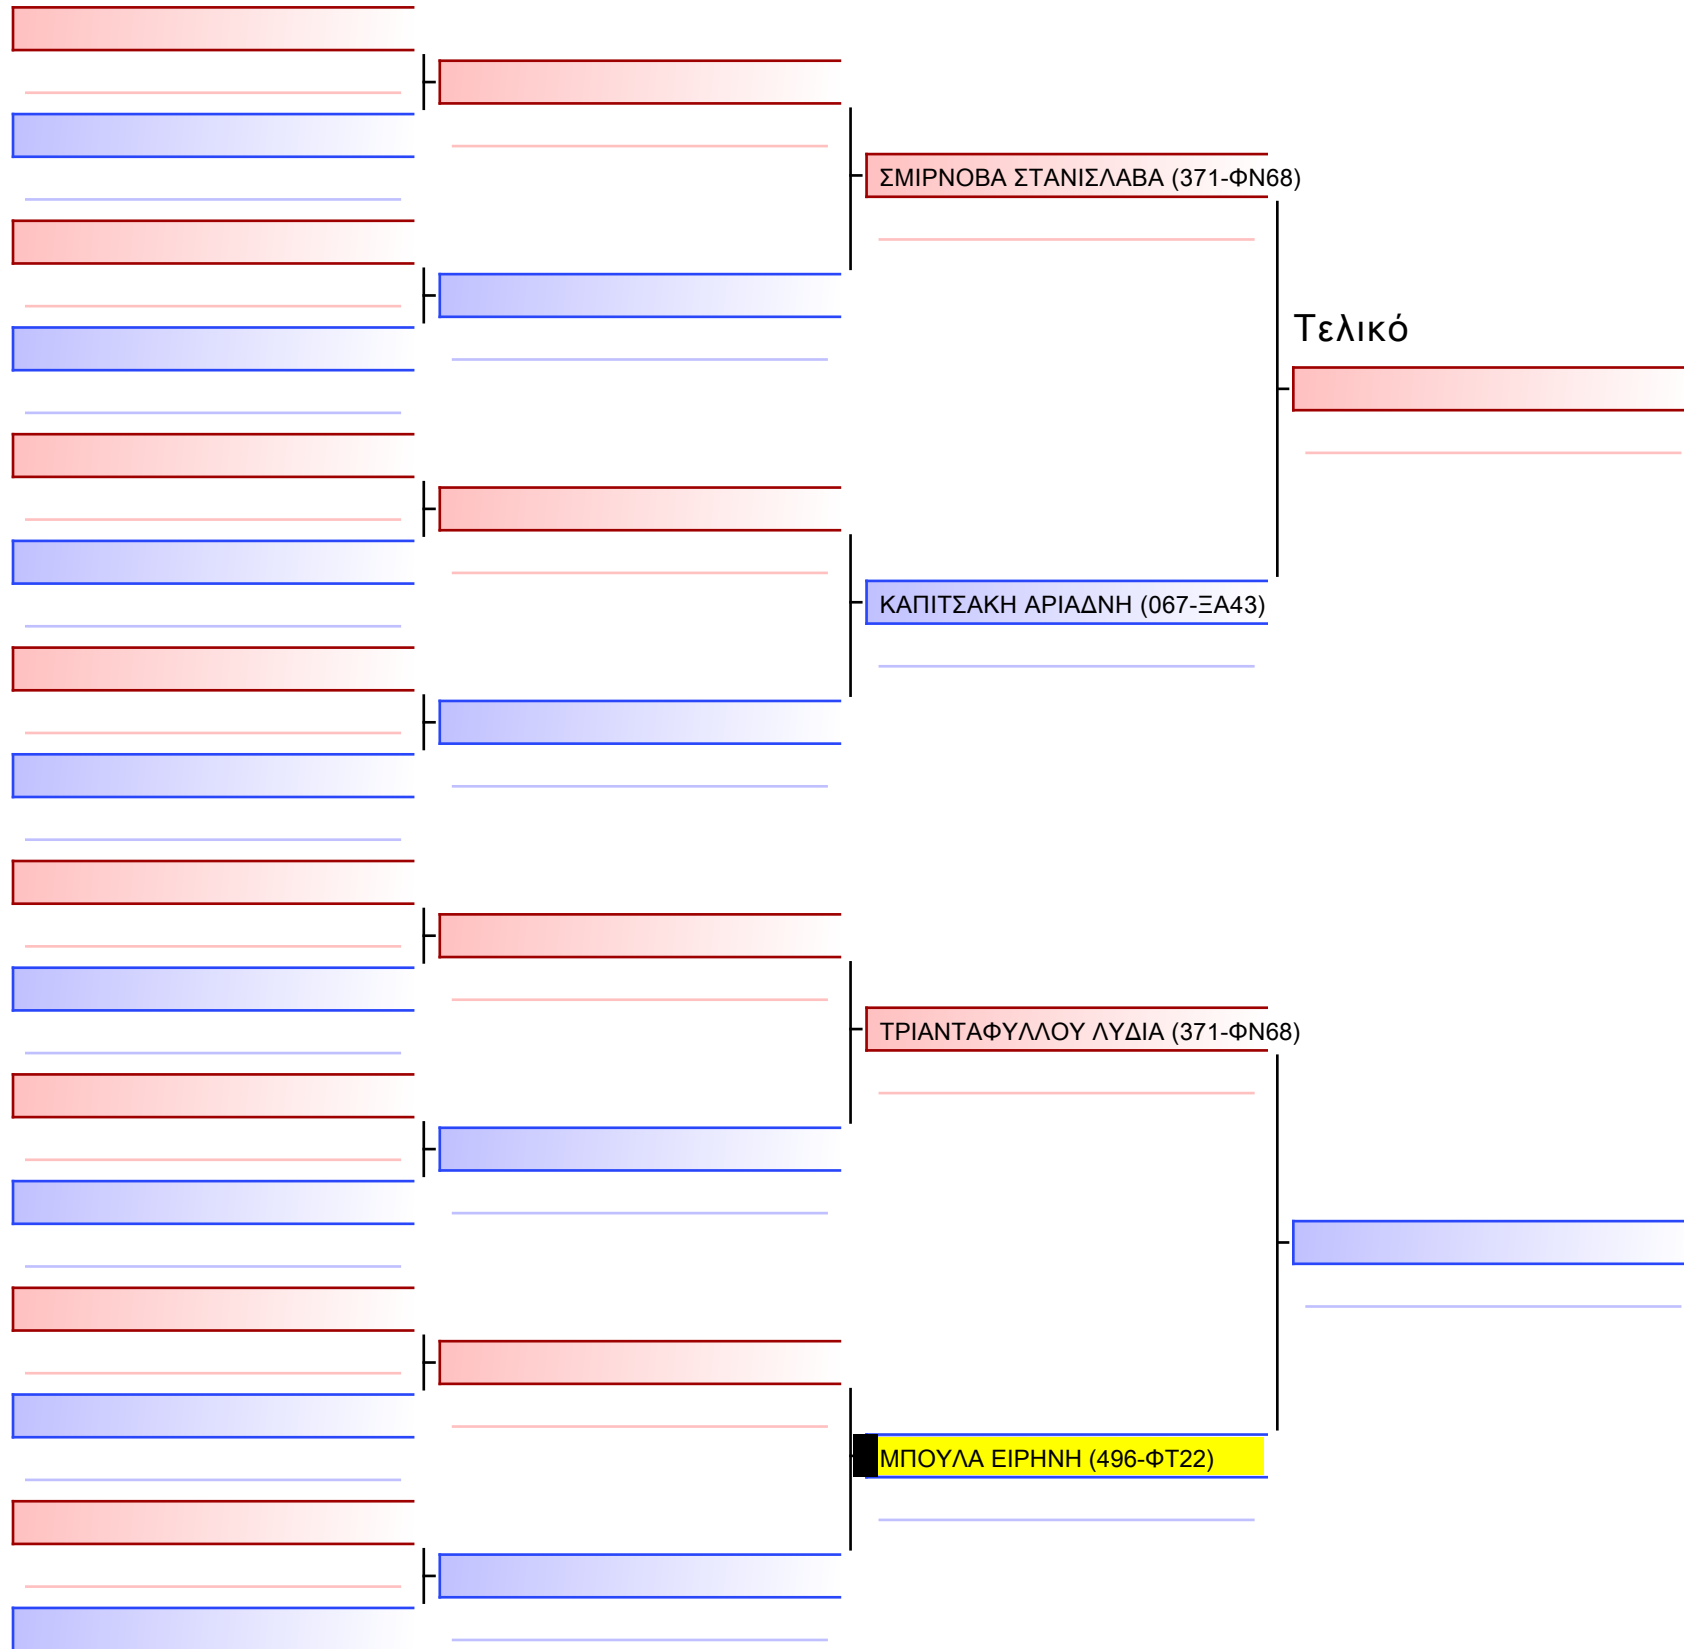 ΣΜΙΡΝΟΒΑ ΣΤΑΝΙΣΛΑΒΑ (371-ΦΝ68)
Τελικό
ΚΑΠΙΤΣΑΚΗ ΑΡΙΑΔΝΗ (067-ΞΑ43)
ΤΡΙΑΝΤΑΦΥΛΛΟΥ ΛΥΔΙΑ (371-ΦΝ68)
ΜΠΟΥΛΑ ΕΙΡΗΝΗ (496-ΦΤ22)